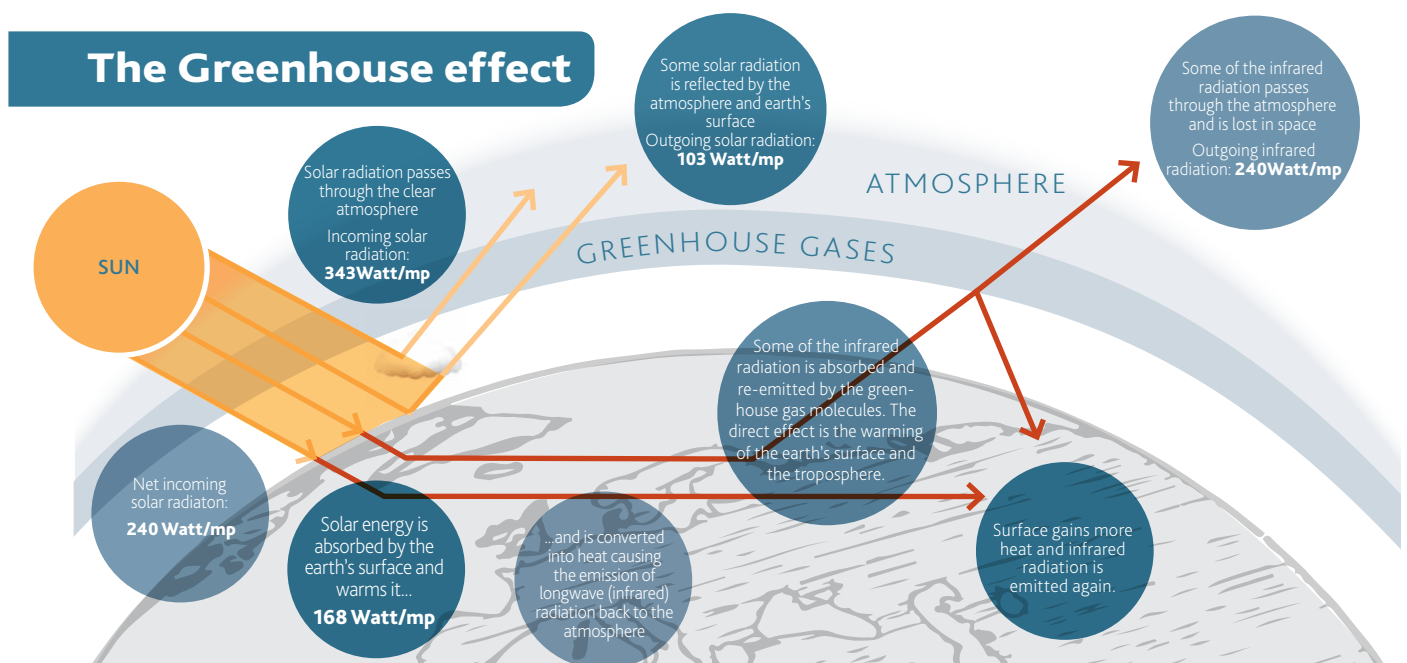 The Greenhouse effect
SUN
Solar radiation passes
through the clear
atmosphere
Incoming solar
radiation:
343Watt/mp
Some solar radiation
is reflected by the
atmosphere and earth's
surface
Outgoing solar radiation:
103 Watt/mp
Some of the infrared
radiation passes
through the atmosphere
and is lost in space
Outgoing infrared
radiation: 240Watt/mp
ATMOSPHERE
GREENHOUSE GASES
Some of the infrared
radiation is absorbed and
re-emitted by the green-
house gas molecules. The
direct effect is the warming
of the earth's surface and
the troposphere.
Net incoming
solar radiaton:
240 Watt/mp
Solar energy is
absorbed by the
earth's surface and
warms it...
168 Watt/mp
...and is converted
into heat causing
the emission of
longwave (infrared)
radiation back to the
atmosphere
Surface gains more
heat and infrared
radiation is
emitted again.